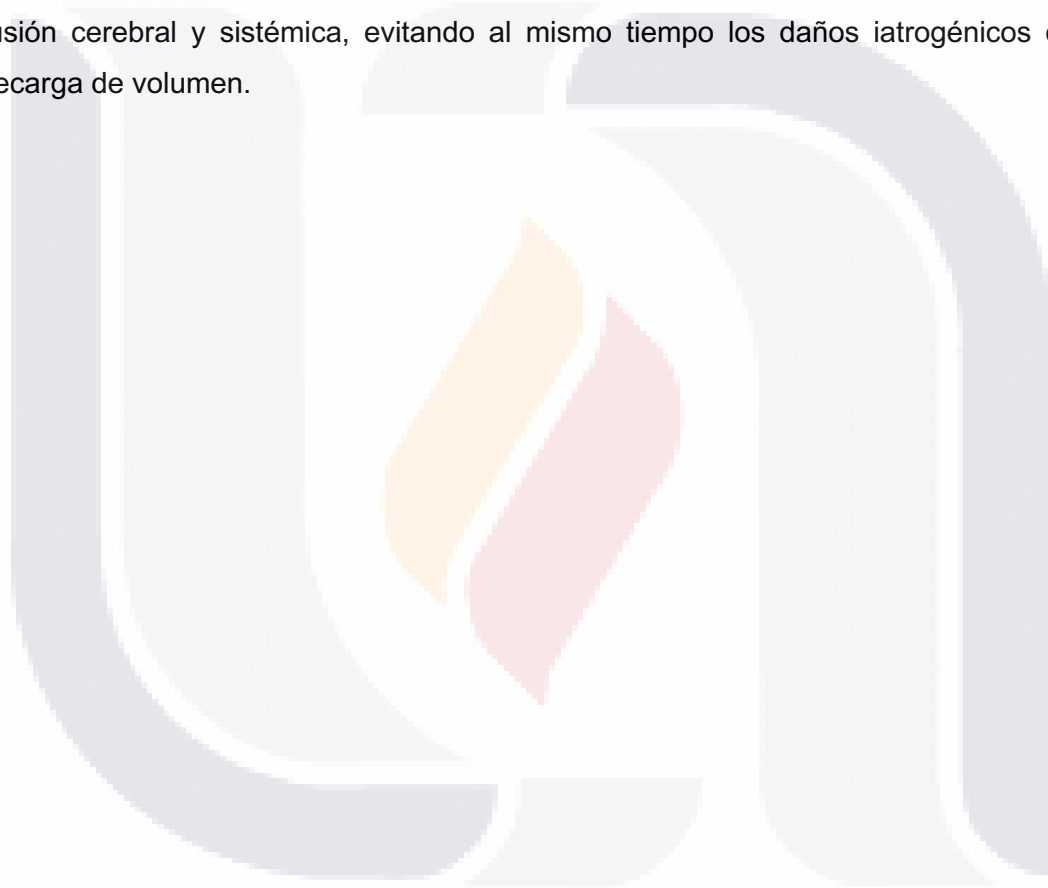 usión cerebral y sistémica, evitando al mismo tiempo los daños iatrogénicos
ecarga de volumen.